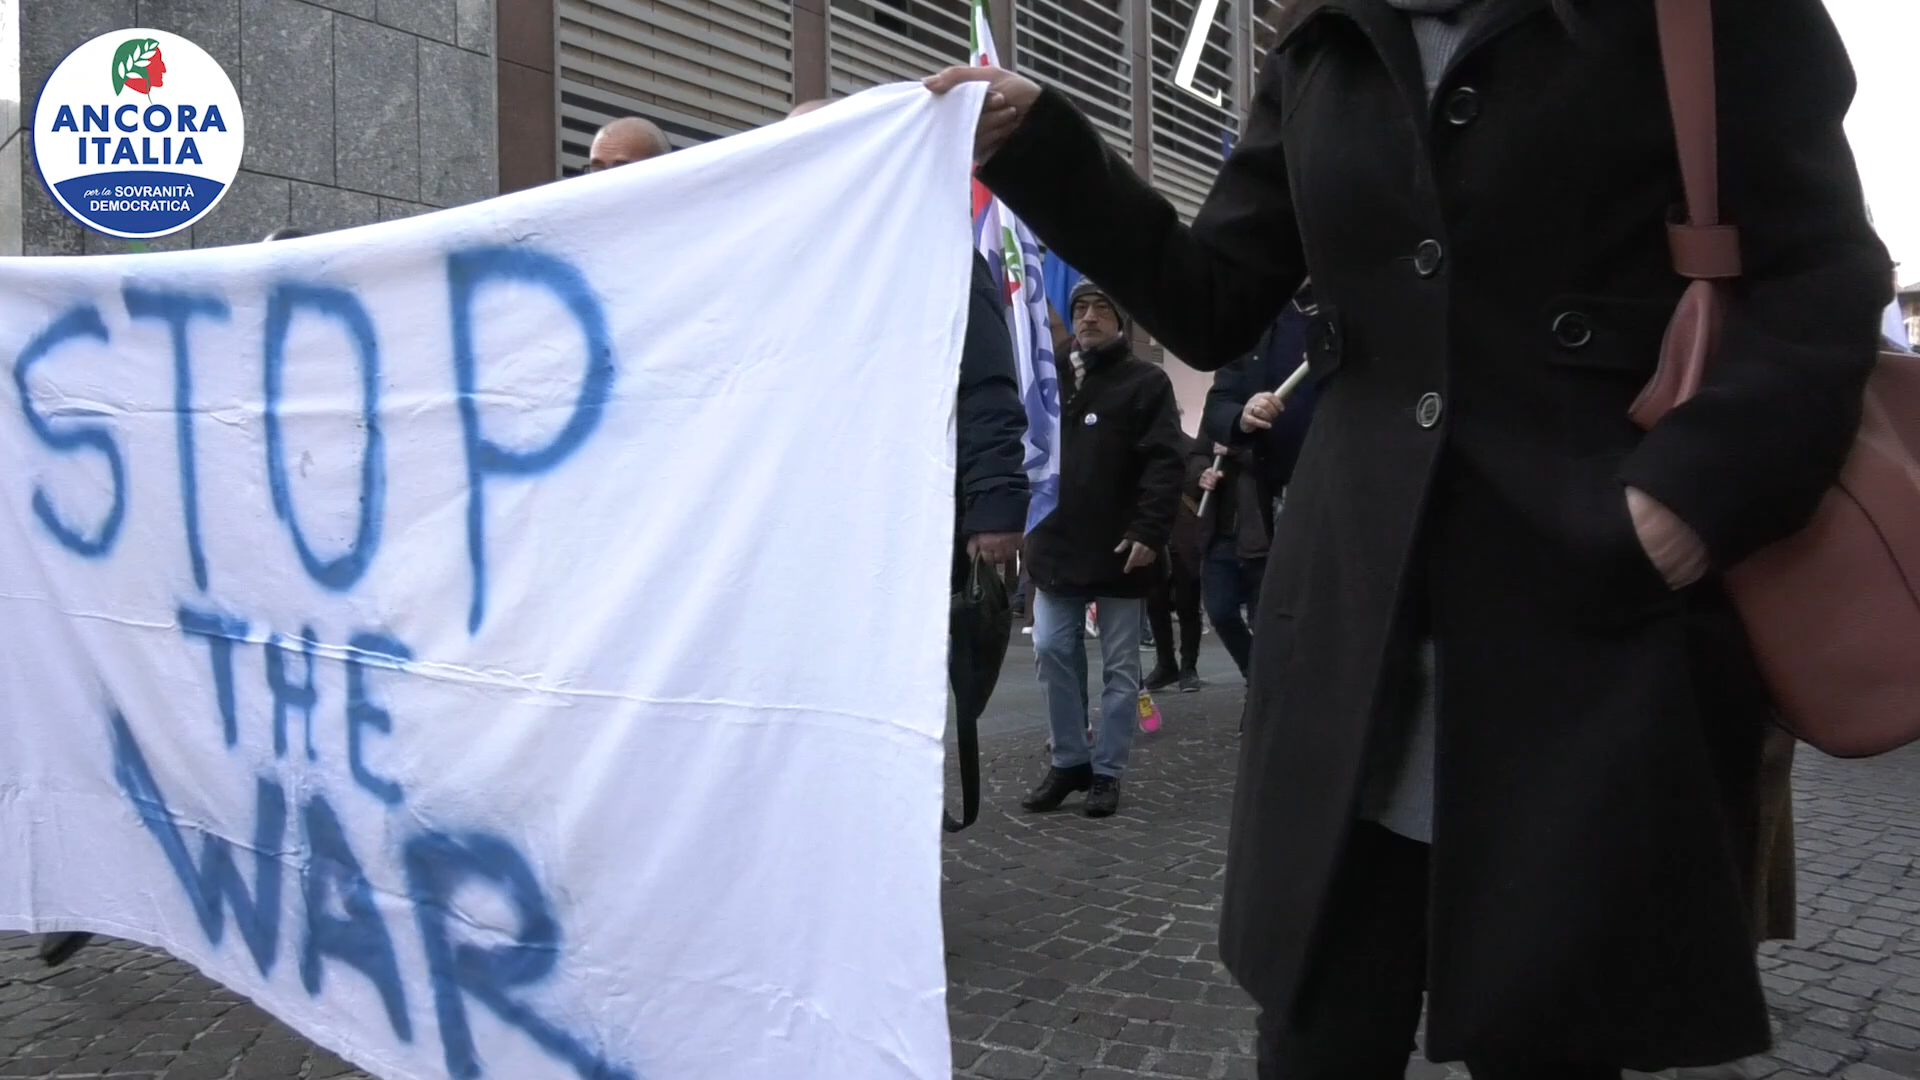 ANCORA
ITALIA
per la SOVRANITÀ
DEMOCRATICA
STOP
THE
WAR